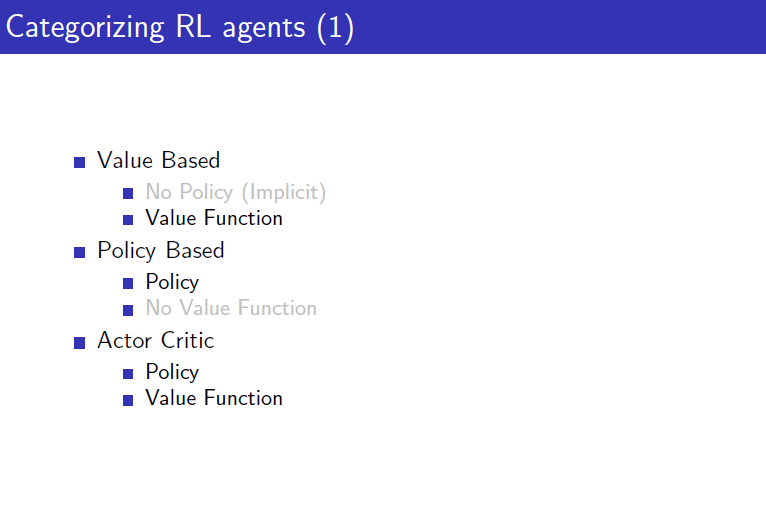 Categorizing RL agents (1)
Value Based
No Policy (Implicit)
Value Function
Policy Based
Policy
No Value Function
Actor Critic
Policy
Value Function